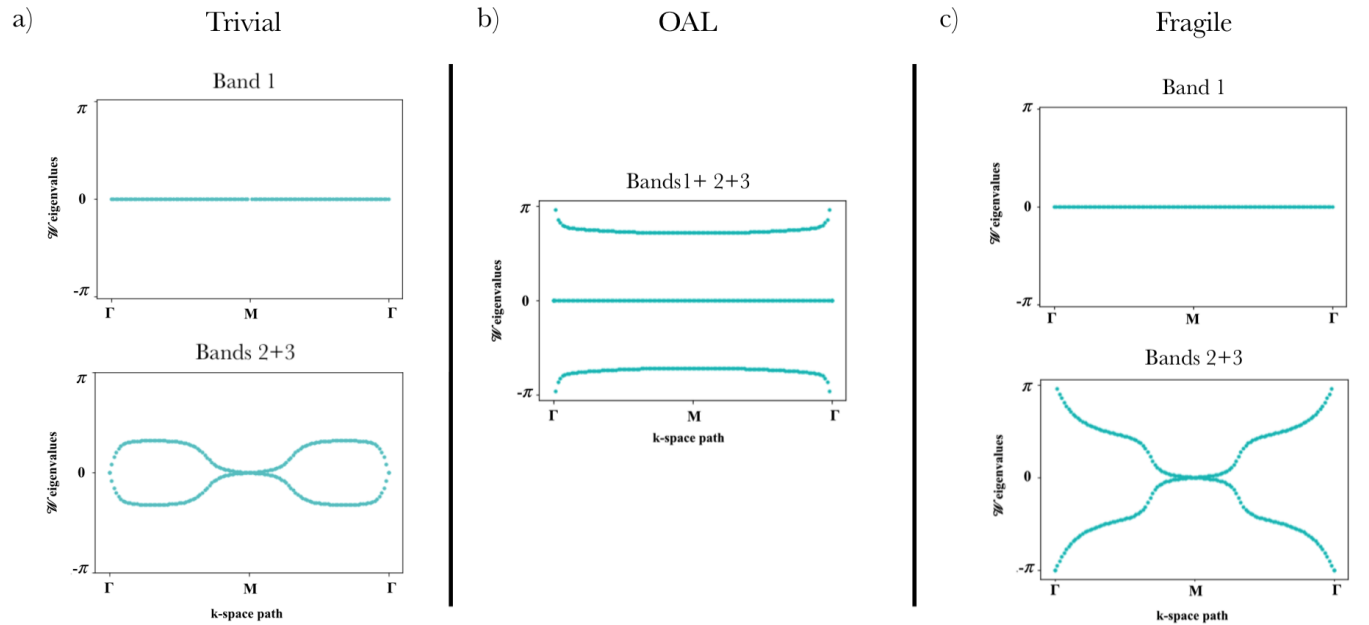 a)
Trivial
Band 1
π
0
-π
𝒲 eigenvalues
Γ
M
Γ
Bands 2+3
π
0
-π
𝒲 eigenvalues
Γ
M
Γ
k-space path
b)
OAL
Bands1+ 2+3
π
0
-π
𝒲 eigenvalues
Γ
M
Γ
k-space path
c)
Fragile
Band 1
π
0
-π
𝒲 eigenvalues
Γ
M
Γ
Bands 2+3
π
0
-π
𝒲 eigenvalues
Γ
M
Γ
k-space path